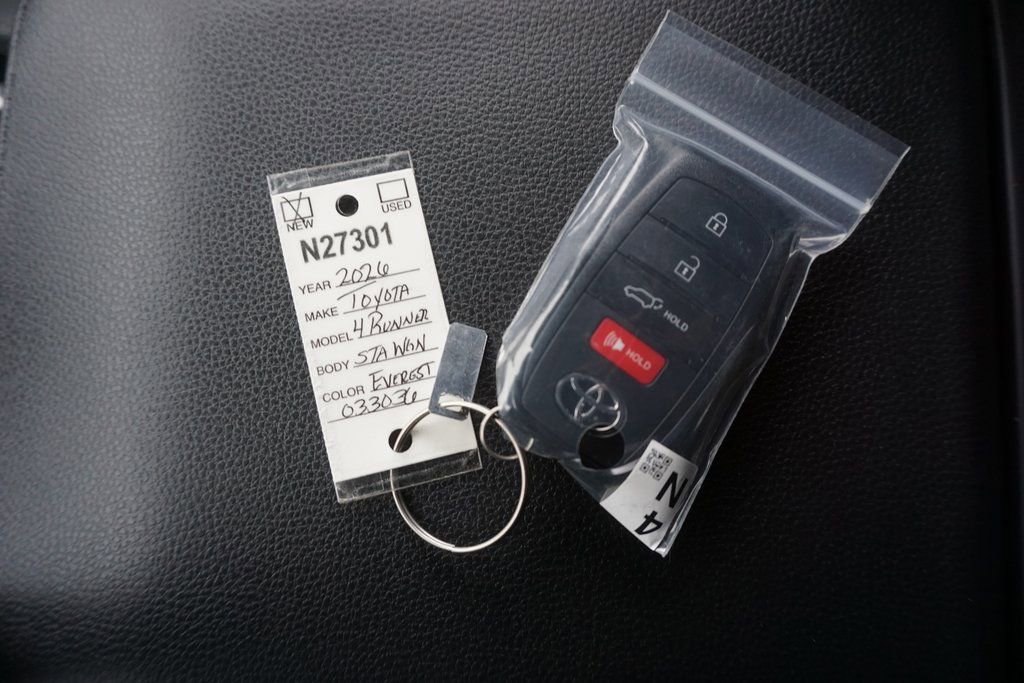 NEW
USED
N27301
YEAR 2026
MAKE TOYOTA
MODEL 4RUNNER
BODY STA WGN
COLOR EVEREST
033036
HOLD
HOLD
N
4